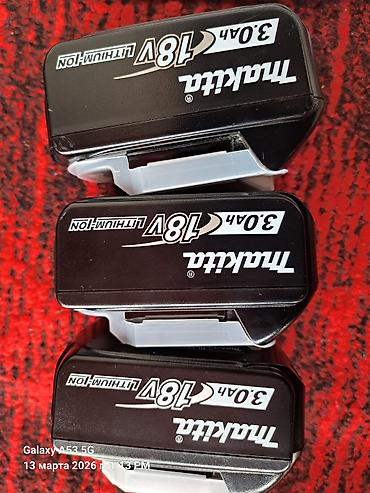 makita®
18V 3.0Ah
LITHIUM-ION
makita®
18V 3.0Ah
LITHIUM-ION
makita®
18V 3.0Ah
LITHIUM-ION
Galaxy A53 5G
13 марта 2026 PM